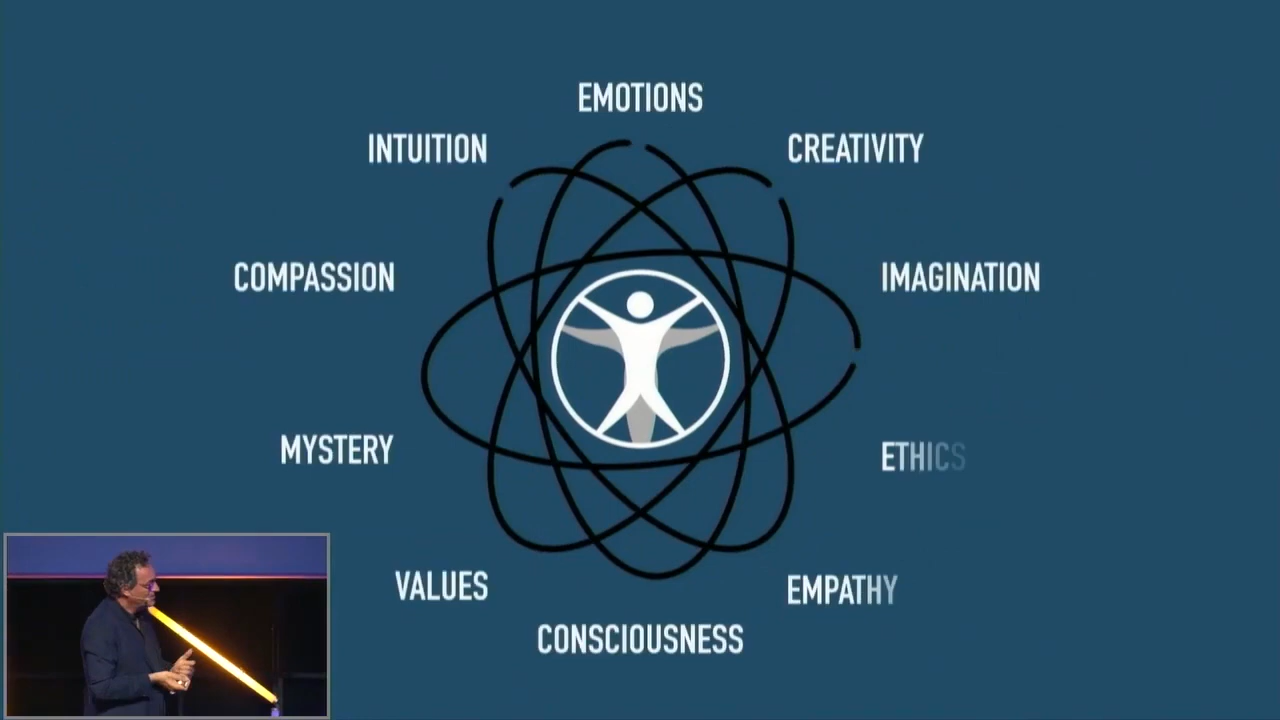 EMOTIONS
INTUITION
CREATIVITY
COMPASSION
IMAGINATION
MYSTERY
ETHICS
VALUES
EMPATHY
CONSCIOUSNESS